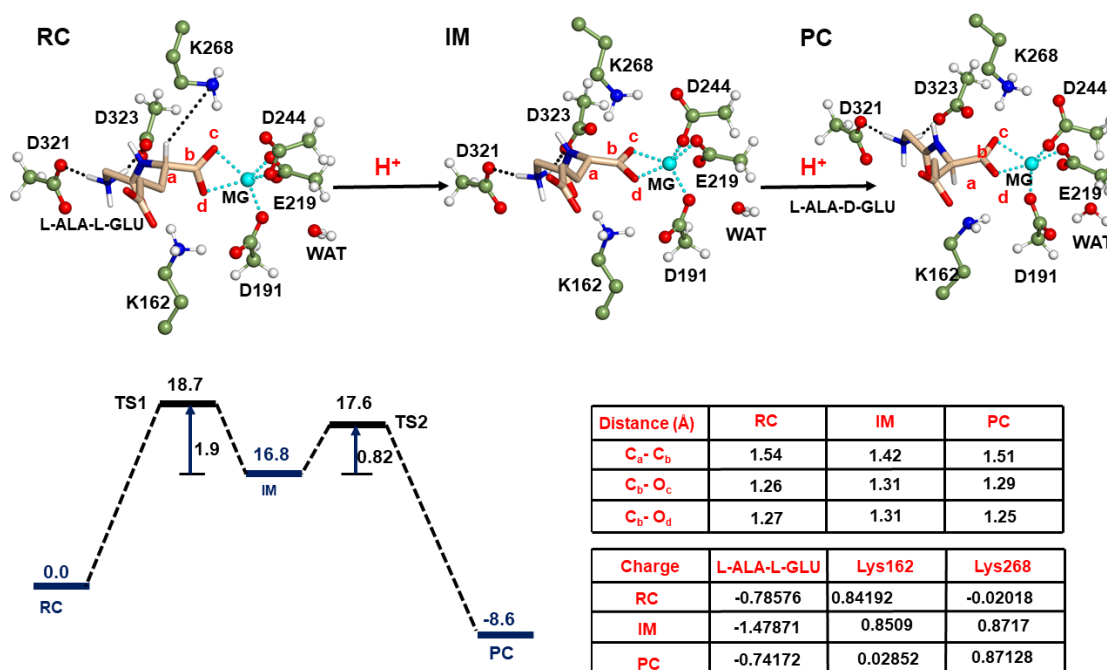 RC
K268
D323
D244
D321
c
b
a
d
MG
L-ALA-L-GLU
E219
WAT
K162
D191
H+
IM
K268
D323
D244
D321
c
b
a
d
MG
E219
WAT
K162
D191
H+
L-ALA-D-GLU
PC
K268
D323
D244
D321
c
b
a
d
MG
E219
WAT
K162
D191
18.7
TS1
1.9
16.8
IM
17.6
TS2
0.82
0.0
RC
-8.6
PC
Distance (Å) RC IM PC
Ca- Cb 1.54 1.42 1.51
Cb- Oc 1.26 1.31 1.29
Cb- Od 1.27 1.31 1.25
Charge L-ALA-L-GLU Lys162 Lys268
RC -0.78576 0.84192 -0.02018
IM -1.47871 0.8509 0.8717
PC -0.74172 0.02852 0.87128